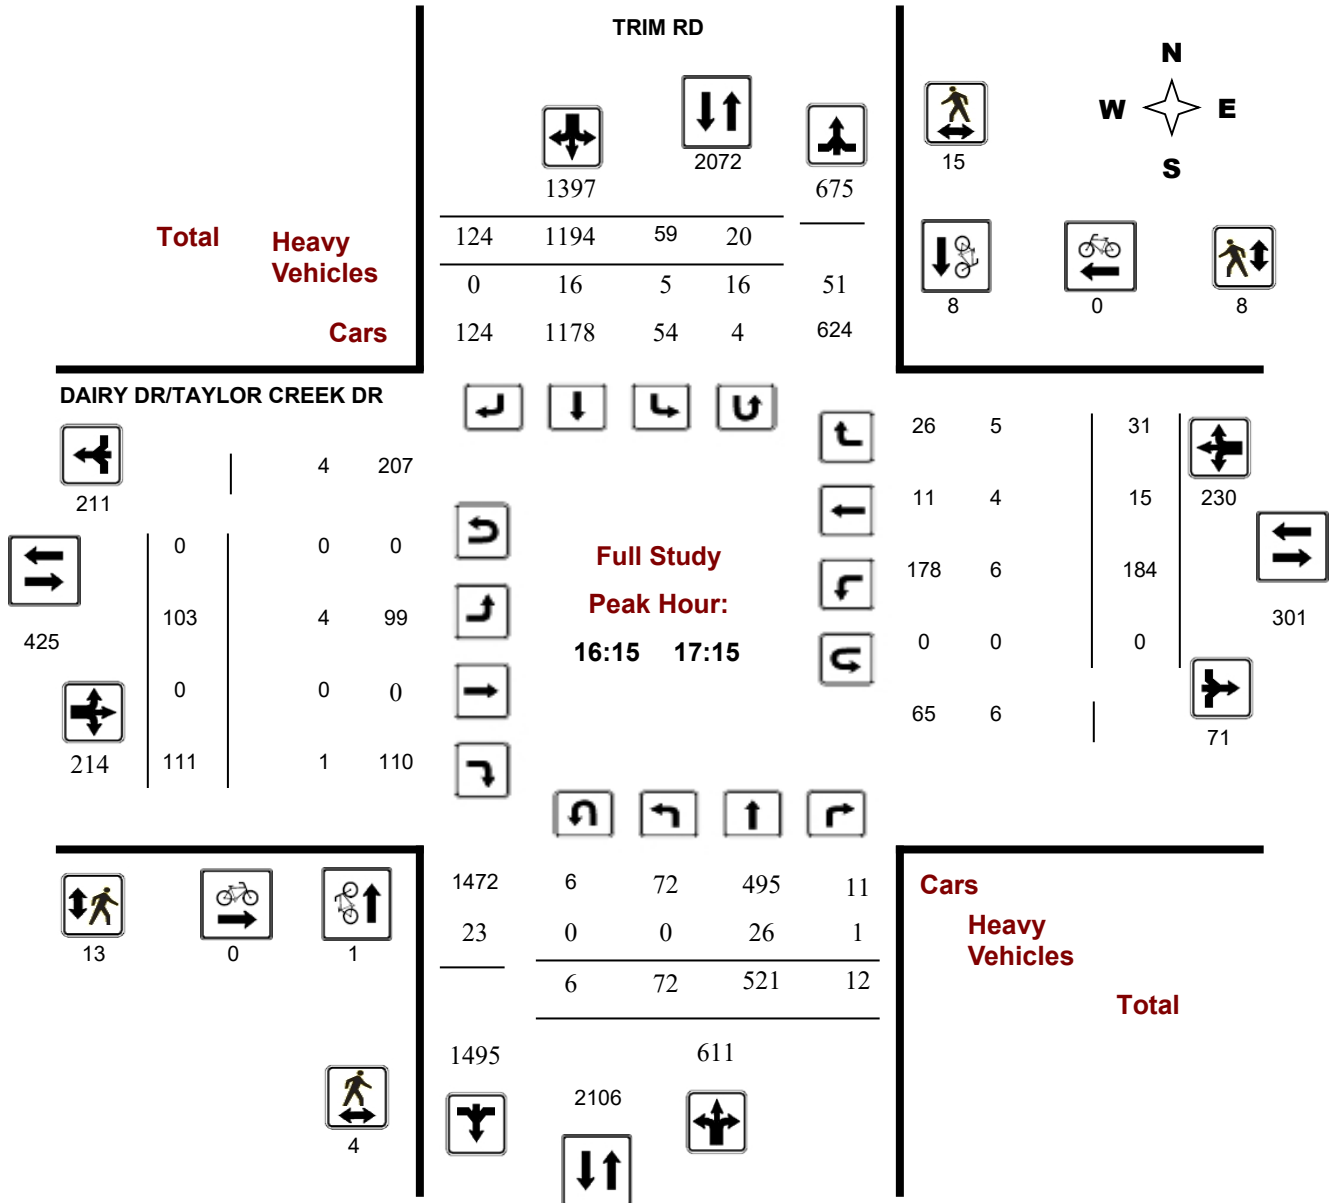 TRIM RD
N
W E
S
2072
15
1397
675
Total
Heavy
Vehicles
124 1194 59 20
0 16 5 16 51
8 0 8
Cars
124 1178 54 4 624
DAIRY DR/TAYLOR CREEK DR
26 5 31
4 207
211
11 4 15 230
0 0 0
Full Study
178 6 184
103 4 99
Peak Hour:
301
425
16:15 17:15
0 0 0
0 0 0
65 6
71
214 111 1 110
1472 6 72 495 11
Cars
23 0 0 26 1
Heavy
Vehicles
13 0 1
6 72 521 12
Total
1495 611
2106
4